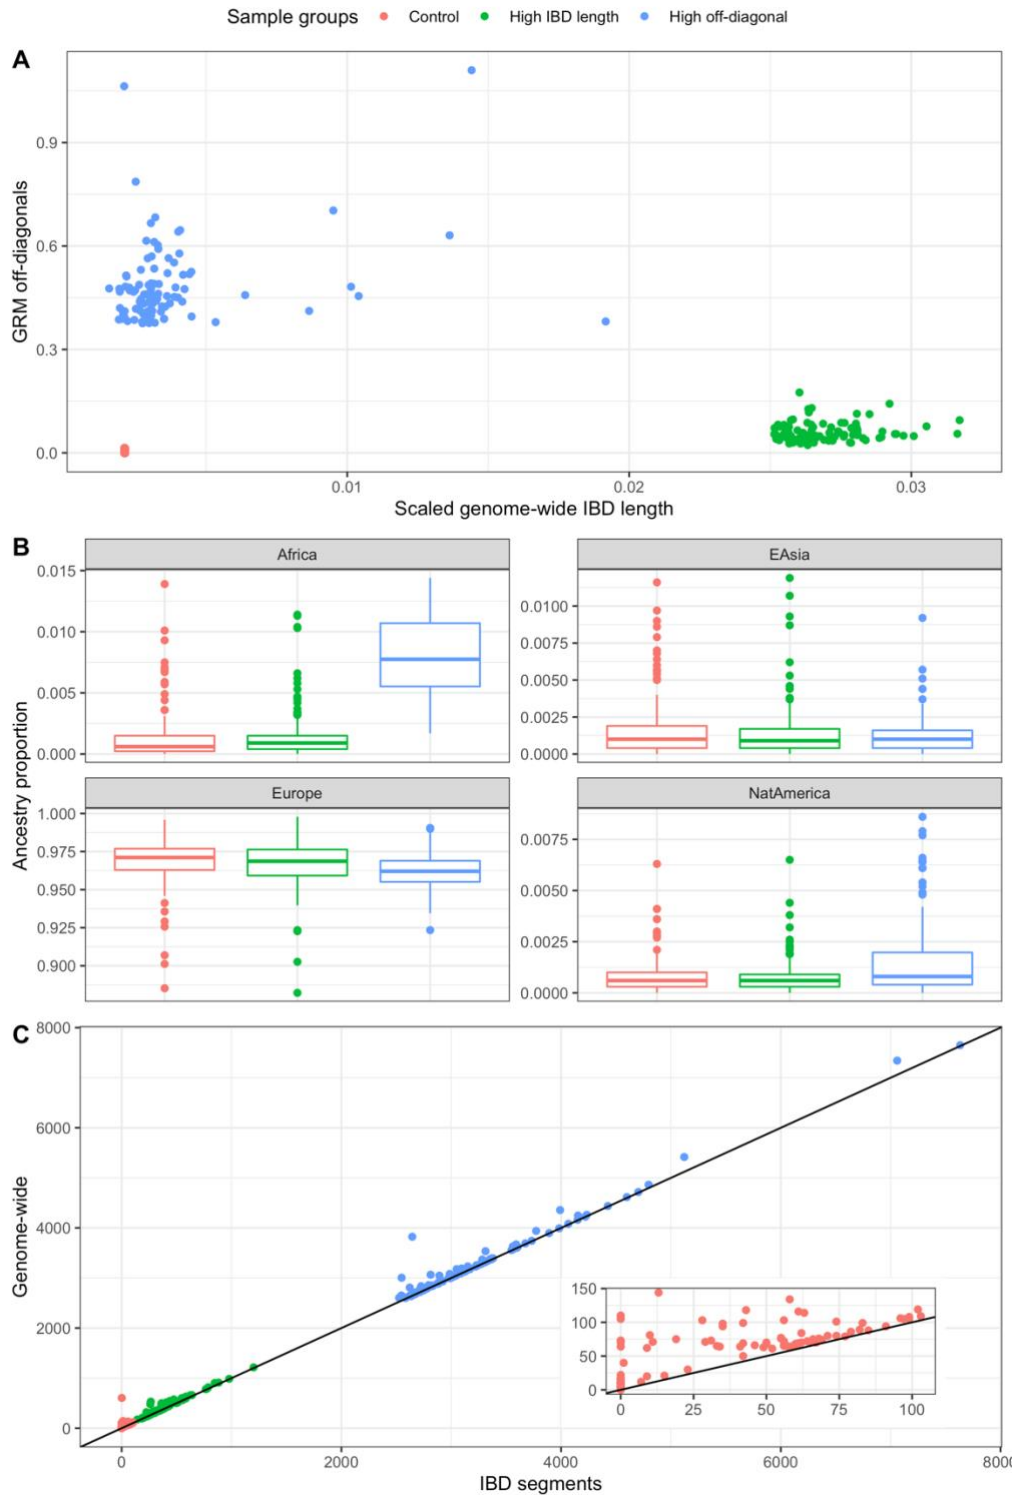 Sample groups Control High IBD length High off-diagonal
A
GRM off-diagonals
0.9
0.6
0.3
0.0
0.01 0.02 0.03
Scaled genome-wide IBD length
B
Ancestry proportion
Africa
0.015
0.010
0.005
0.000
EAsia
0.0100
0.0075
0.0050
0.0025
0.0000
Europe
1.000
0.975
0.950
0.925
0.900
NatAmerica
0.0075
0.0050
0.0025
0.0000
C
Genome-wide
8000
6000
4000
2000
0
150
100
50
0
0 25 50 75 100
0 2000 4000 6000 8000
IBD segments